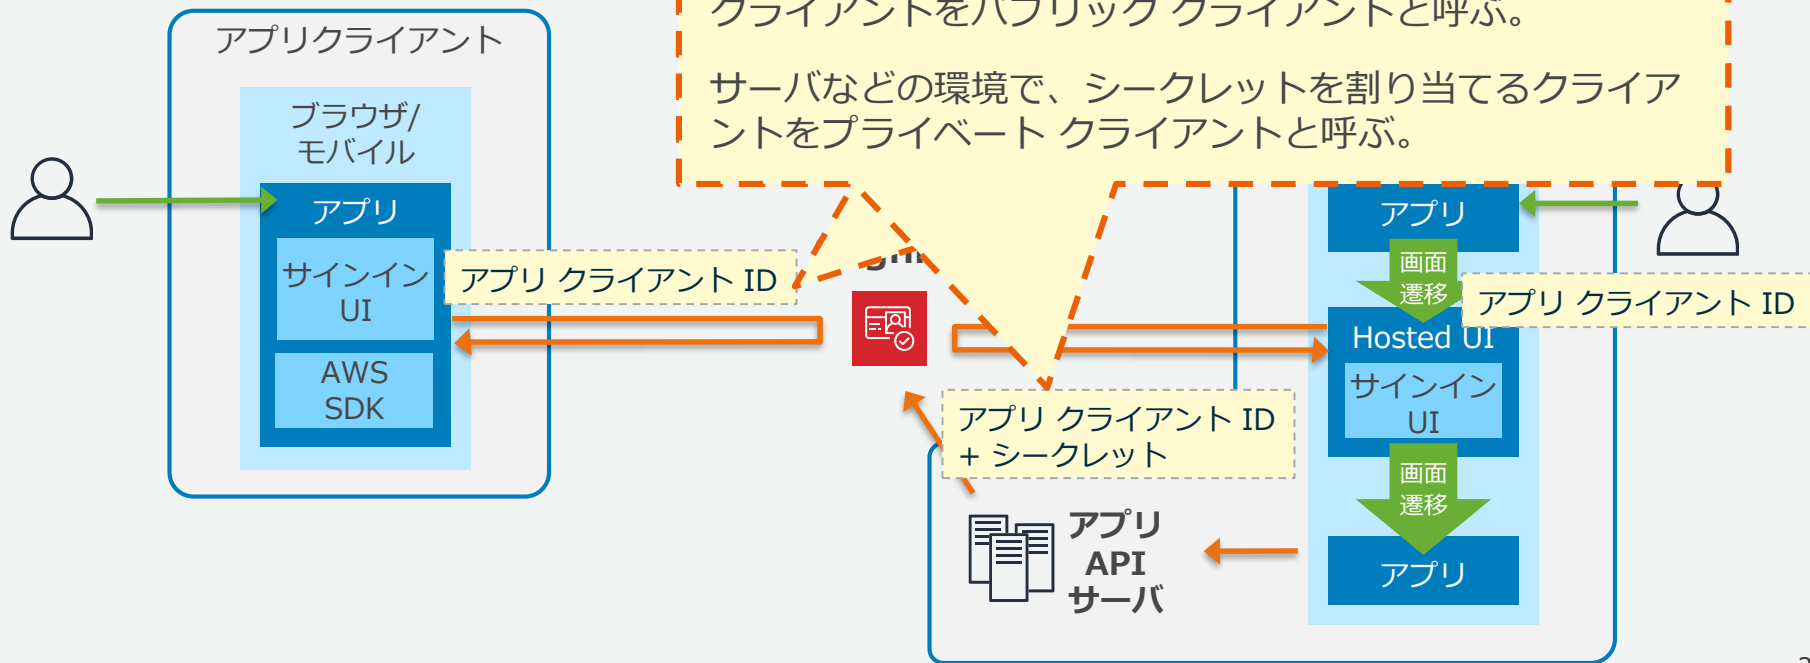 クライアントをパブリック クライアントと呼ぶ。
サーバなどの環境で、シークレットを割り当てるクライア
ントをプライベート クライアントと呼ぶ。
アプリクライアント
ブラウザ/
モバイル
アプリ
サインイン
UI
AWS
SDK
アプリ クライアント ID
アプリ クライアント ID
+ シークレット
アプリ
API
サーバ
アプリ
画面
遷移
アプリ クライアント ID
Hosted UI
サインイン
UI
画面
遷移
アプリ